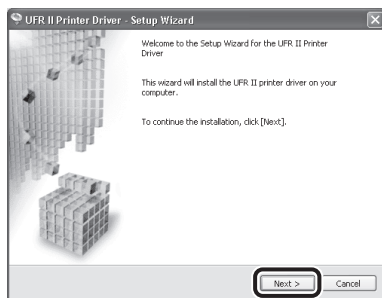 UFR II Printer Driver - Setup Wizard
Welcome to the Setup Wizard for the UFR II Printer
Driver
This wizard will install the UFR II printer driver on your
computer.
To continue the installation, click [Next].
Next >
Cancel